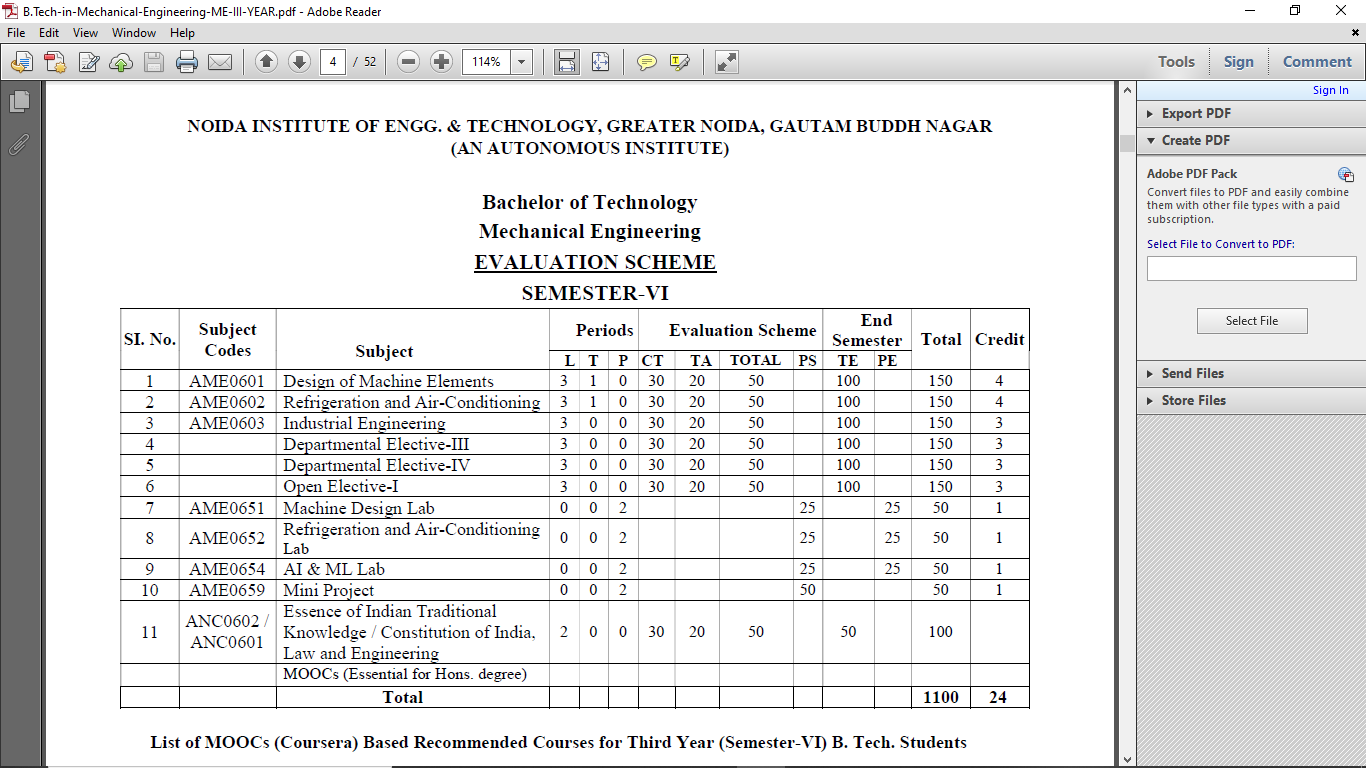 B.Tech-in-Mechanical-Engineering-ME-III-YEAR.pdf - Adobe Reader
File Edit View Window Help
4 / 52 114% Tools Sign Comment
Sign In
Export PDF
Create PDF
Adobe PDF Pack
Convert files to PDF and easily combine
them with other file types with a paid
subscription.
Select File to Convert to PDF:
Select File
Send Files
Store Files
NOIDA INSTITUTE OF ENGG. & TECHNOLOGY, GREATER NOIDA, GAUTAM BUDDH NAGAR
(AN AUTONOMOUS INSTITUTE)
Bachelor of Technology
Mechanical Engineering
EVALUATION SCHEME
SEMESTER-VI
SI. No. Subject Codes Subject Periods Evaluation Scheme End Semester Total Credit
L T P CT TA TOTAL PS TE PE
1 AME0601 Design of Machine Elements 3 1 0 30 20 50 100 150 4
2 AME0602 Refrigeration and Air-Conditioning 3 1 0 30 20 50 100 150 4
3 AME0603 Industrial Engineering 3 0 0 30 20 50 100 150 3
4 Departmental Elective-III 3 0 0 30 20 50 100 150 3
5 Departmental Elective-IV 3 0 0 30 20 50 100 150 3
6 Open Elective-I 3 0 0 30 20 50 100 150 3
7 AME0651 Machine Design Lab 0 0 2 25 25 50 1
8 AME0652 Refrigeration and Air-Conditioning Lab 0 0 2 25 25 50 1
9 AME0654 AI & ML Lab 0 0 2 25 25 50 1
10 AME0659 Mini Project 0 0 2 50 50 1
11 ANC0602 / ANC0601 Essence of Indian Traditional Knowledge / Constitution of India, Law and Engineering 2 0 0 30 20 50 50 100
MOOCs (Essential for Hons. degree)
Total 1100 24
List of MOOCs (Coursera) Based Recommended Courses for Third Year (Semester-VI) B. Tech. Students